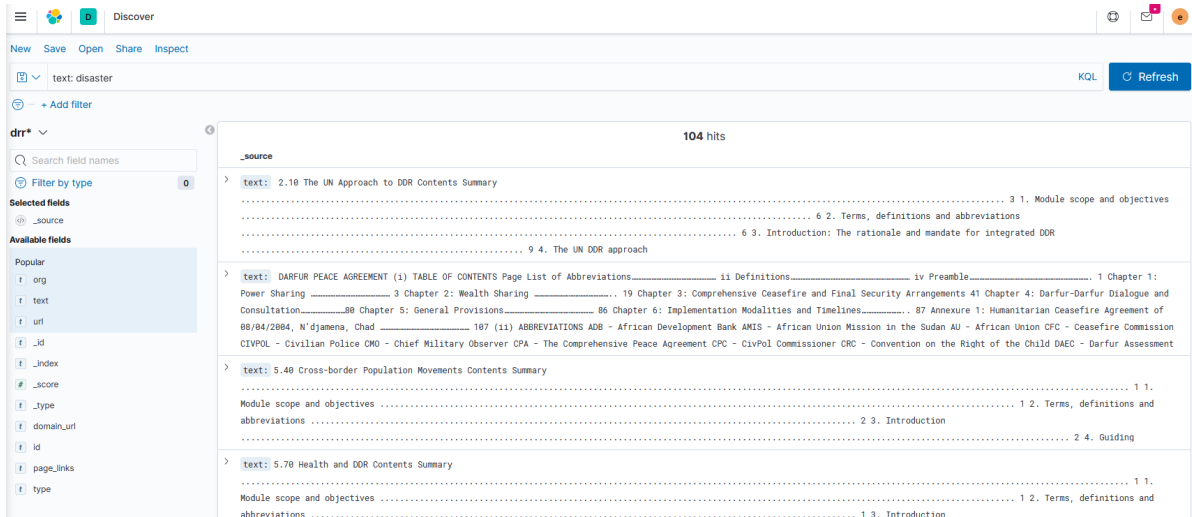 D Discover e
New Save Open Share Inspect
text: disaster KQL Refresh
+ Add filter
drr*
Search field names
Filter by type 0
Selected fields
_source
Available fields
Popular
t org
t text
t url
t _id
t _index
# _score
t _type
t domain_url
t id
t page_links
t type
104 hits
_source
text: 2.10 The UN Approach to DDR Contents Summary
........................................ 3 1. Module scope and objectives
........................................ 6 2. Terms, definitions and abbreviations
........................................ 6 3. Introduction: The rationale and mandate for integrated DDR
........................................ 9 4. The UN DDR approach
text: DARFUR PEACE AGREEMENT (i) TABLE OF CONTENTS Page List of Abbreviations………………… ii Definitions………………………… iv Preamble…………………………. 1 Chapter 1:
Power Sharing ………………… 3 Chapter 2: Wealth Sharing ………………….. 19 Chapter 3: Comprehensive Ceasefire and Final Security Arrangements 41 Chapter 4: Darfur-Darfur Dialogue and
Consultation…………80 Chapter 5: General Provisions………………………… 86 Chapter 6: Implementation Modalities and Timelines…………….. 87 Annexure 1: Humanitarian Ceasefire Agreement of
08/04/2004, N'djamena, Chad ……………………… 107 (ii) ABBREVIATIONS ADB - African Development Bank AMIS - African Union Mission in the Sudan AU - African Union CFC - Ceasefire Commission
CIVPOL - Civilian Police CMO - Chief Military Observer CPA - The Comprehensive Peace Agreement CPC - CivPol Commissioner CRC - Convention on the Right of the Child DAEC - Darfur Assessment
text: 5.40 Cross-border Population Movements Contents Summary
........................................ 1 1.
Module scope and objectives ........................................ 1 2. Terms, definitions and
abbreviations ........................................ 2 3. Introduction
........................................ 2 4. Guiding
text: 5.70 Health and DDR Contents Summary
........................................ 1 1.
Module scope and objectives ........................................ 1 2. Terms, definitions and
abbreviations ........................................ 1 3. Introduction